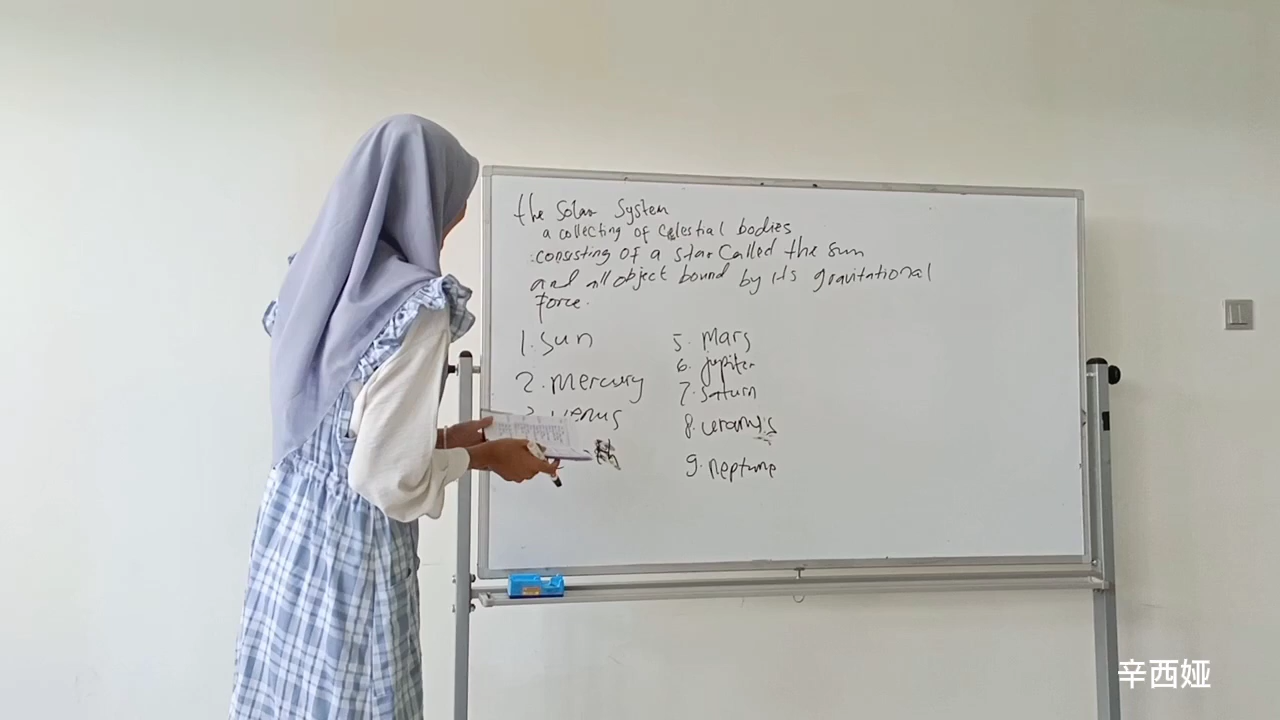 the Solar System
a collecting of celestial bodies
consisting of a star called the sun
and all object bound by its gravitational
force.
1. Sun
2. mercury
3. venus
5. Mars
6. jupiter
7. Saturn
8.
9. neptune
辛西娅